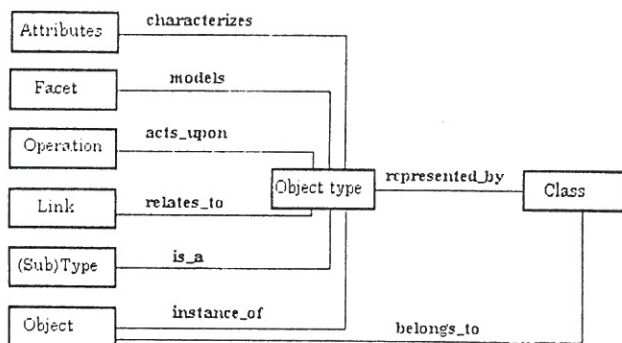 Attributes
characterizes
Facet
models
Operation
acts_upon
Object type
represented_by
Class
Link
relates_to
(Sub)Type
is_a
Object
instance_of
belongs_to